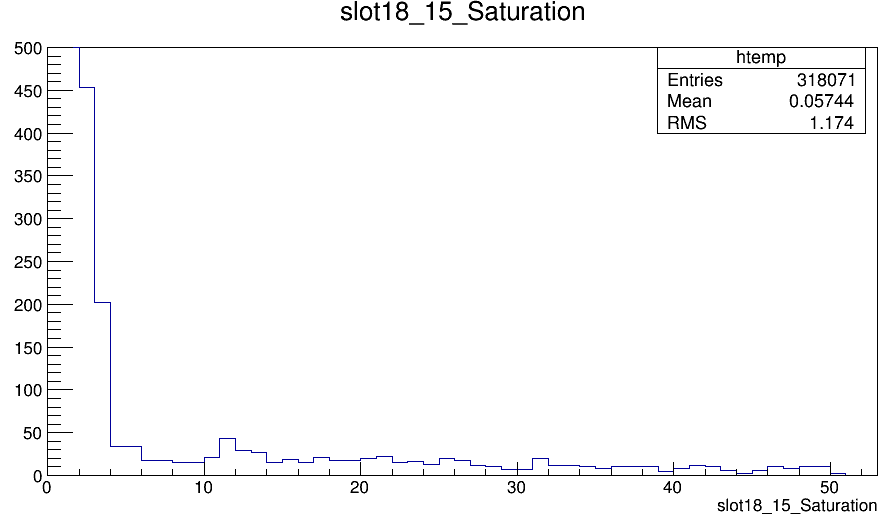 slot18_15_Saturation
htemp
Entries 318071
Mean 0.05744
RMS 1.174
500
450
400
350
300
250
200
150
100
50
0
0 10 20 30 40 50
slot18_15_Saturation